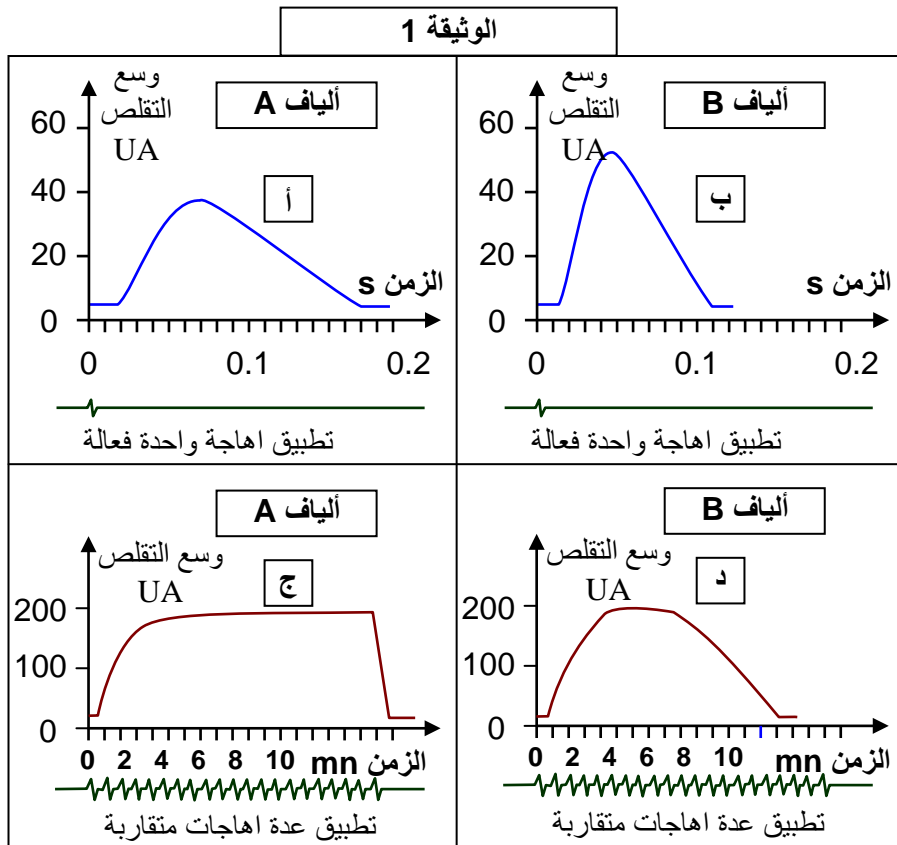 الوثيقة 1
ألياف A
وسع
التقلص
UA
أ
60
40
20
0
الزمن s
0 0.1 0.2
تطبيق اهاجة واحدة فعالة
ألياف B
وسع
التقلص
UA
ب
60
40
20
0
الزمن s
0 0.1 0.2
تطبيق اهاجة واحدة فعالة
ألياف A
وسع التقلص
UA
ج
200
100
0
0 2 4 6 8 10 الزمن mn
تطبيق عدة اهاجات متقاربة
ألياف B
وسع التقلص
UA
د
200
100
0
0 2 4 6 8 10 الزمن mn
تطبيق عدة اهاجات متقاربة